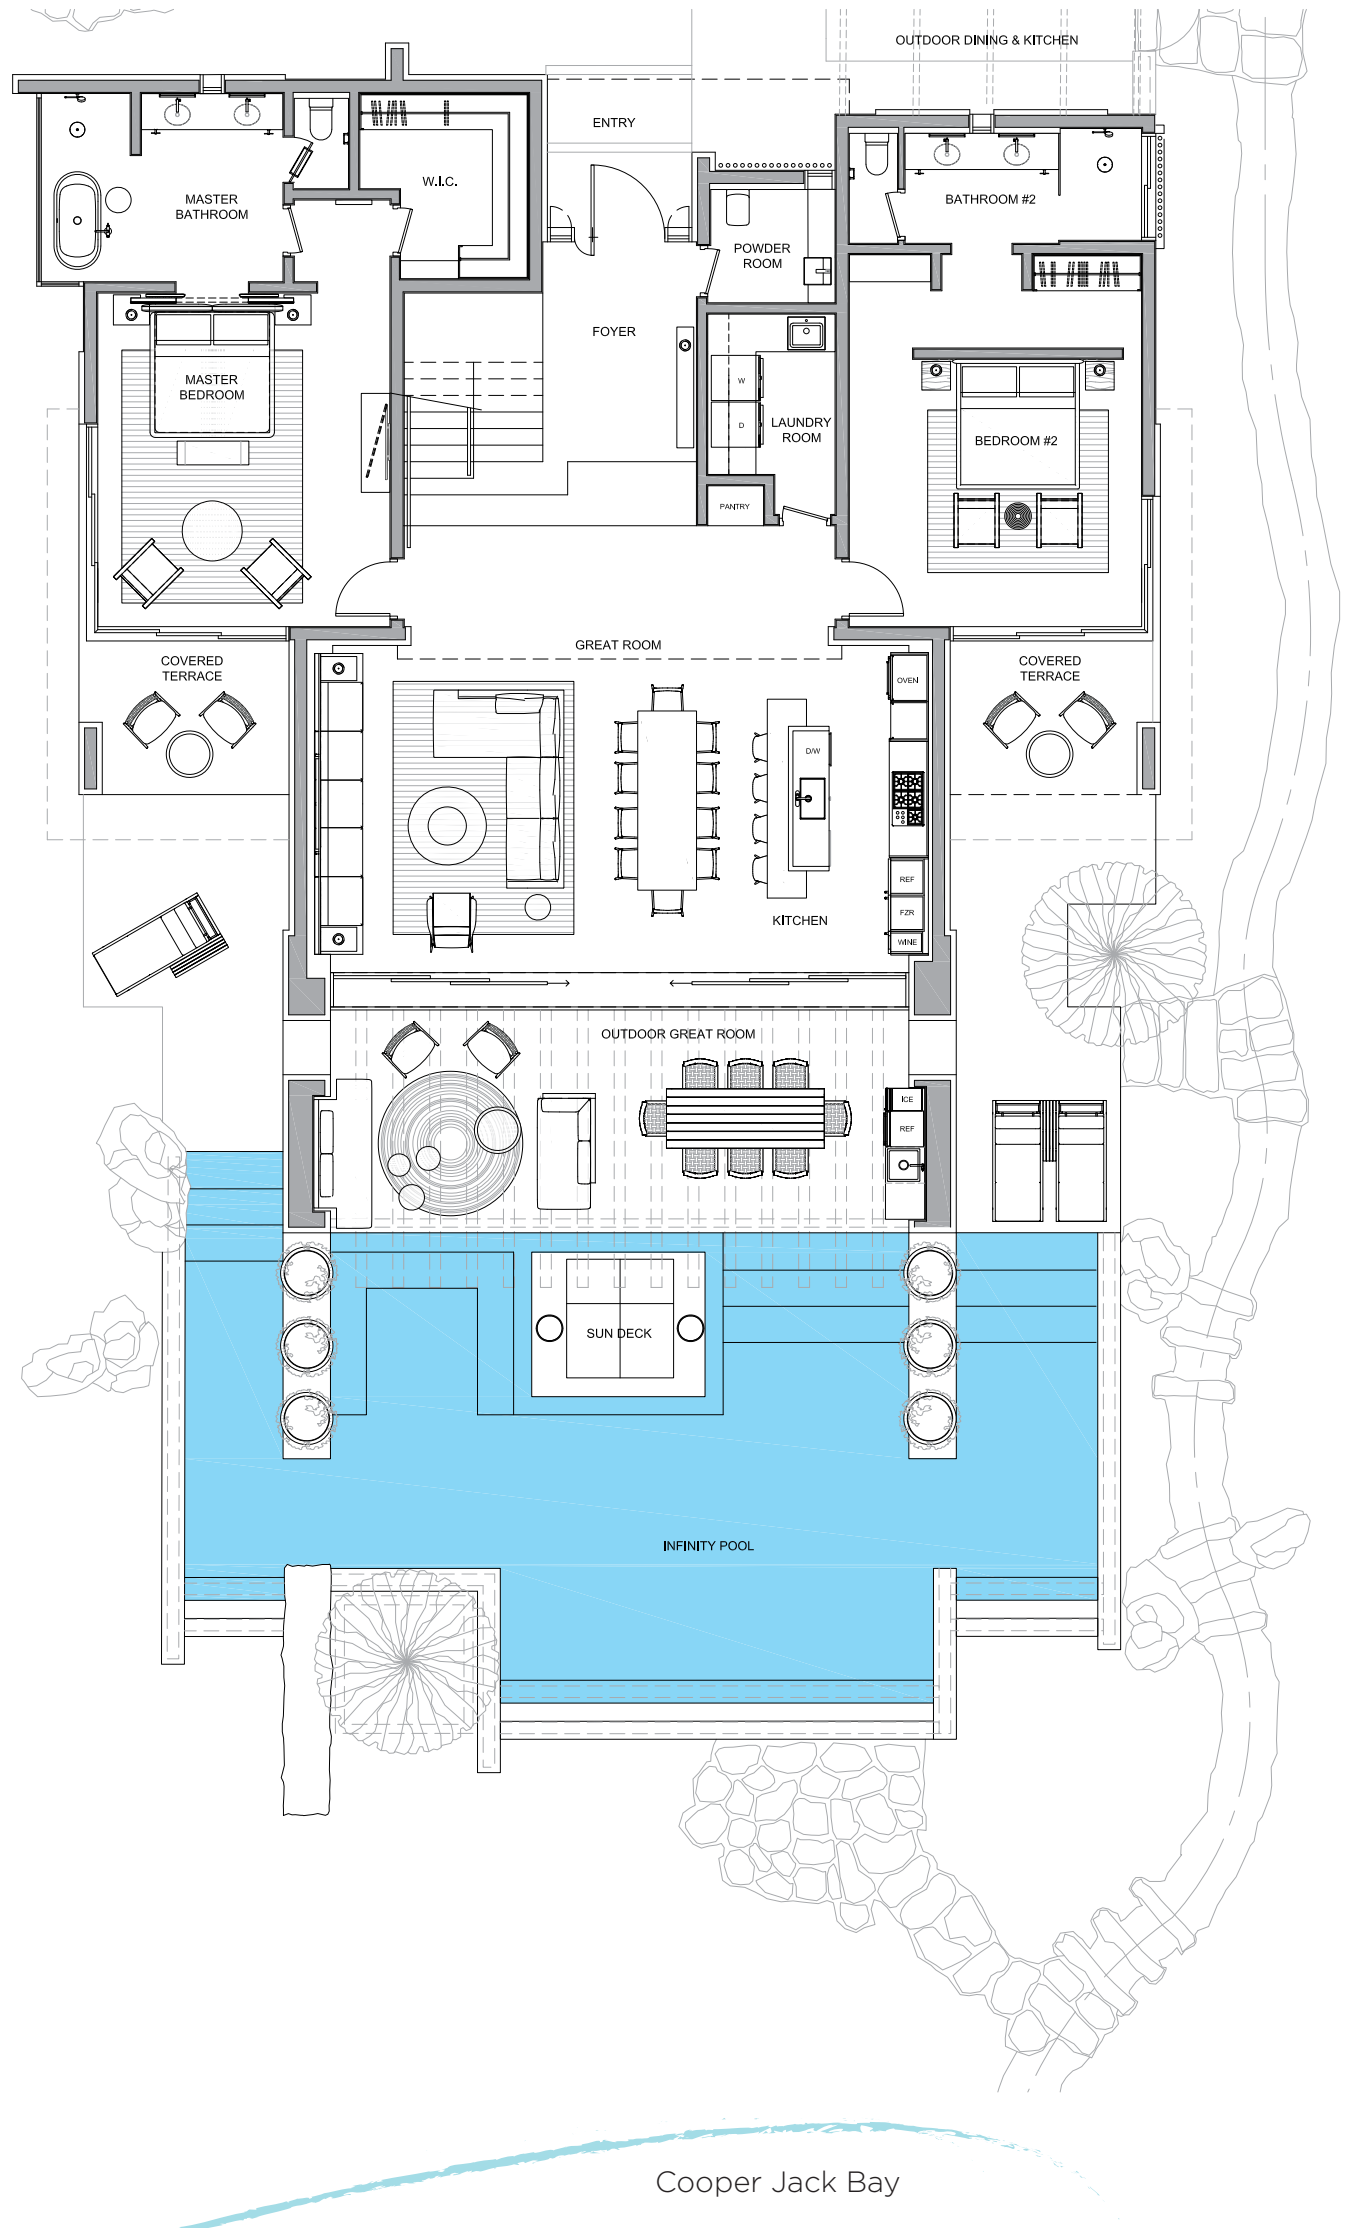 OUTDOOR DINING & KITCHEN
ENTRY
W.I.C.
MASTER
BATHROOM
BATHROOM #2
POWDER
ROOM
FOYER
MASTER
BEDROOM
W
D
LAUNDRY
ROOM
BEDROOM #2
PANTRY
GREAT ROOM
COVERED
TERRACE
COVERED
TERRACE
OVEN
D/W
REF
FZR
WINE
KITCHEN
OUTDOOR GREAT ROOM
ICE
REF
SUN DECK
INFINITY POOL
Cooper Jack Bay